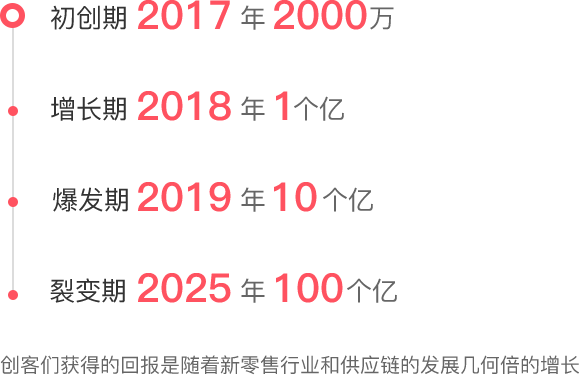 初创期 2017 年 2000万
增长期 2018 年 1个亿
爆发期 2019 年 10 个亿
裂变期 2025 年 100个亿
创客们获得的回报是随着新零售行业和供应链的发展几何倍的增长